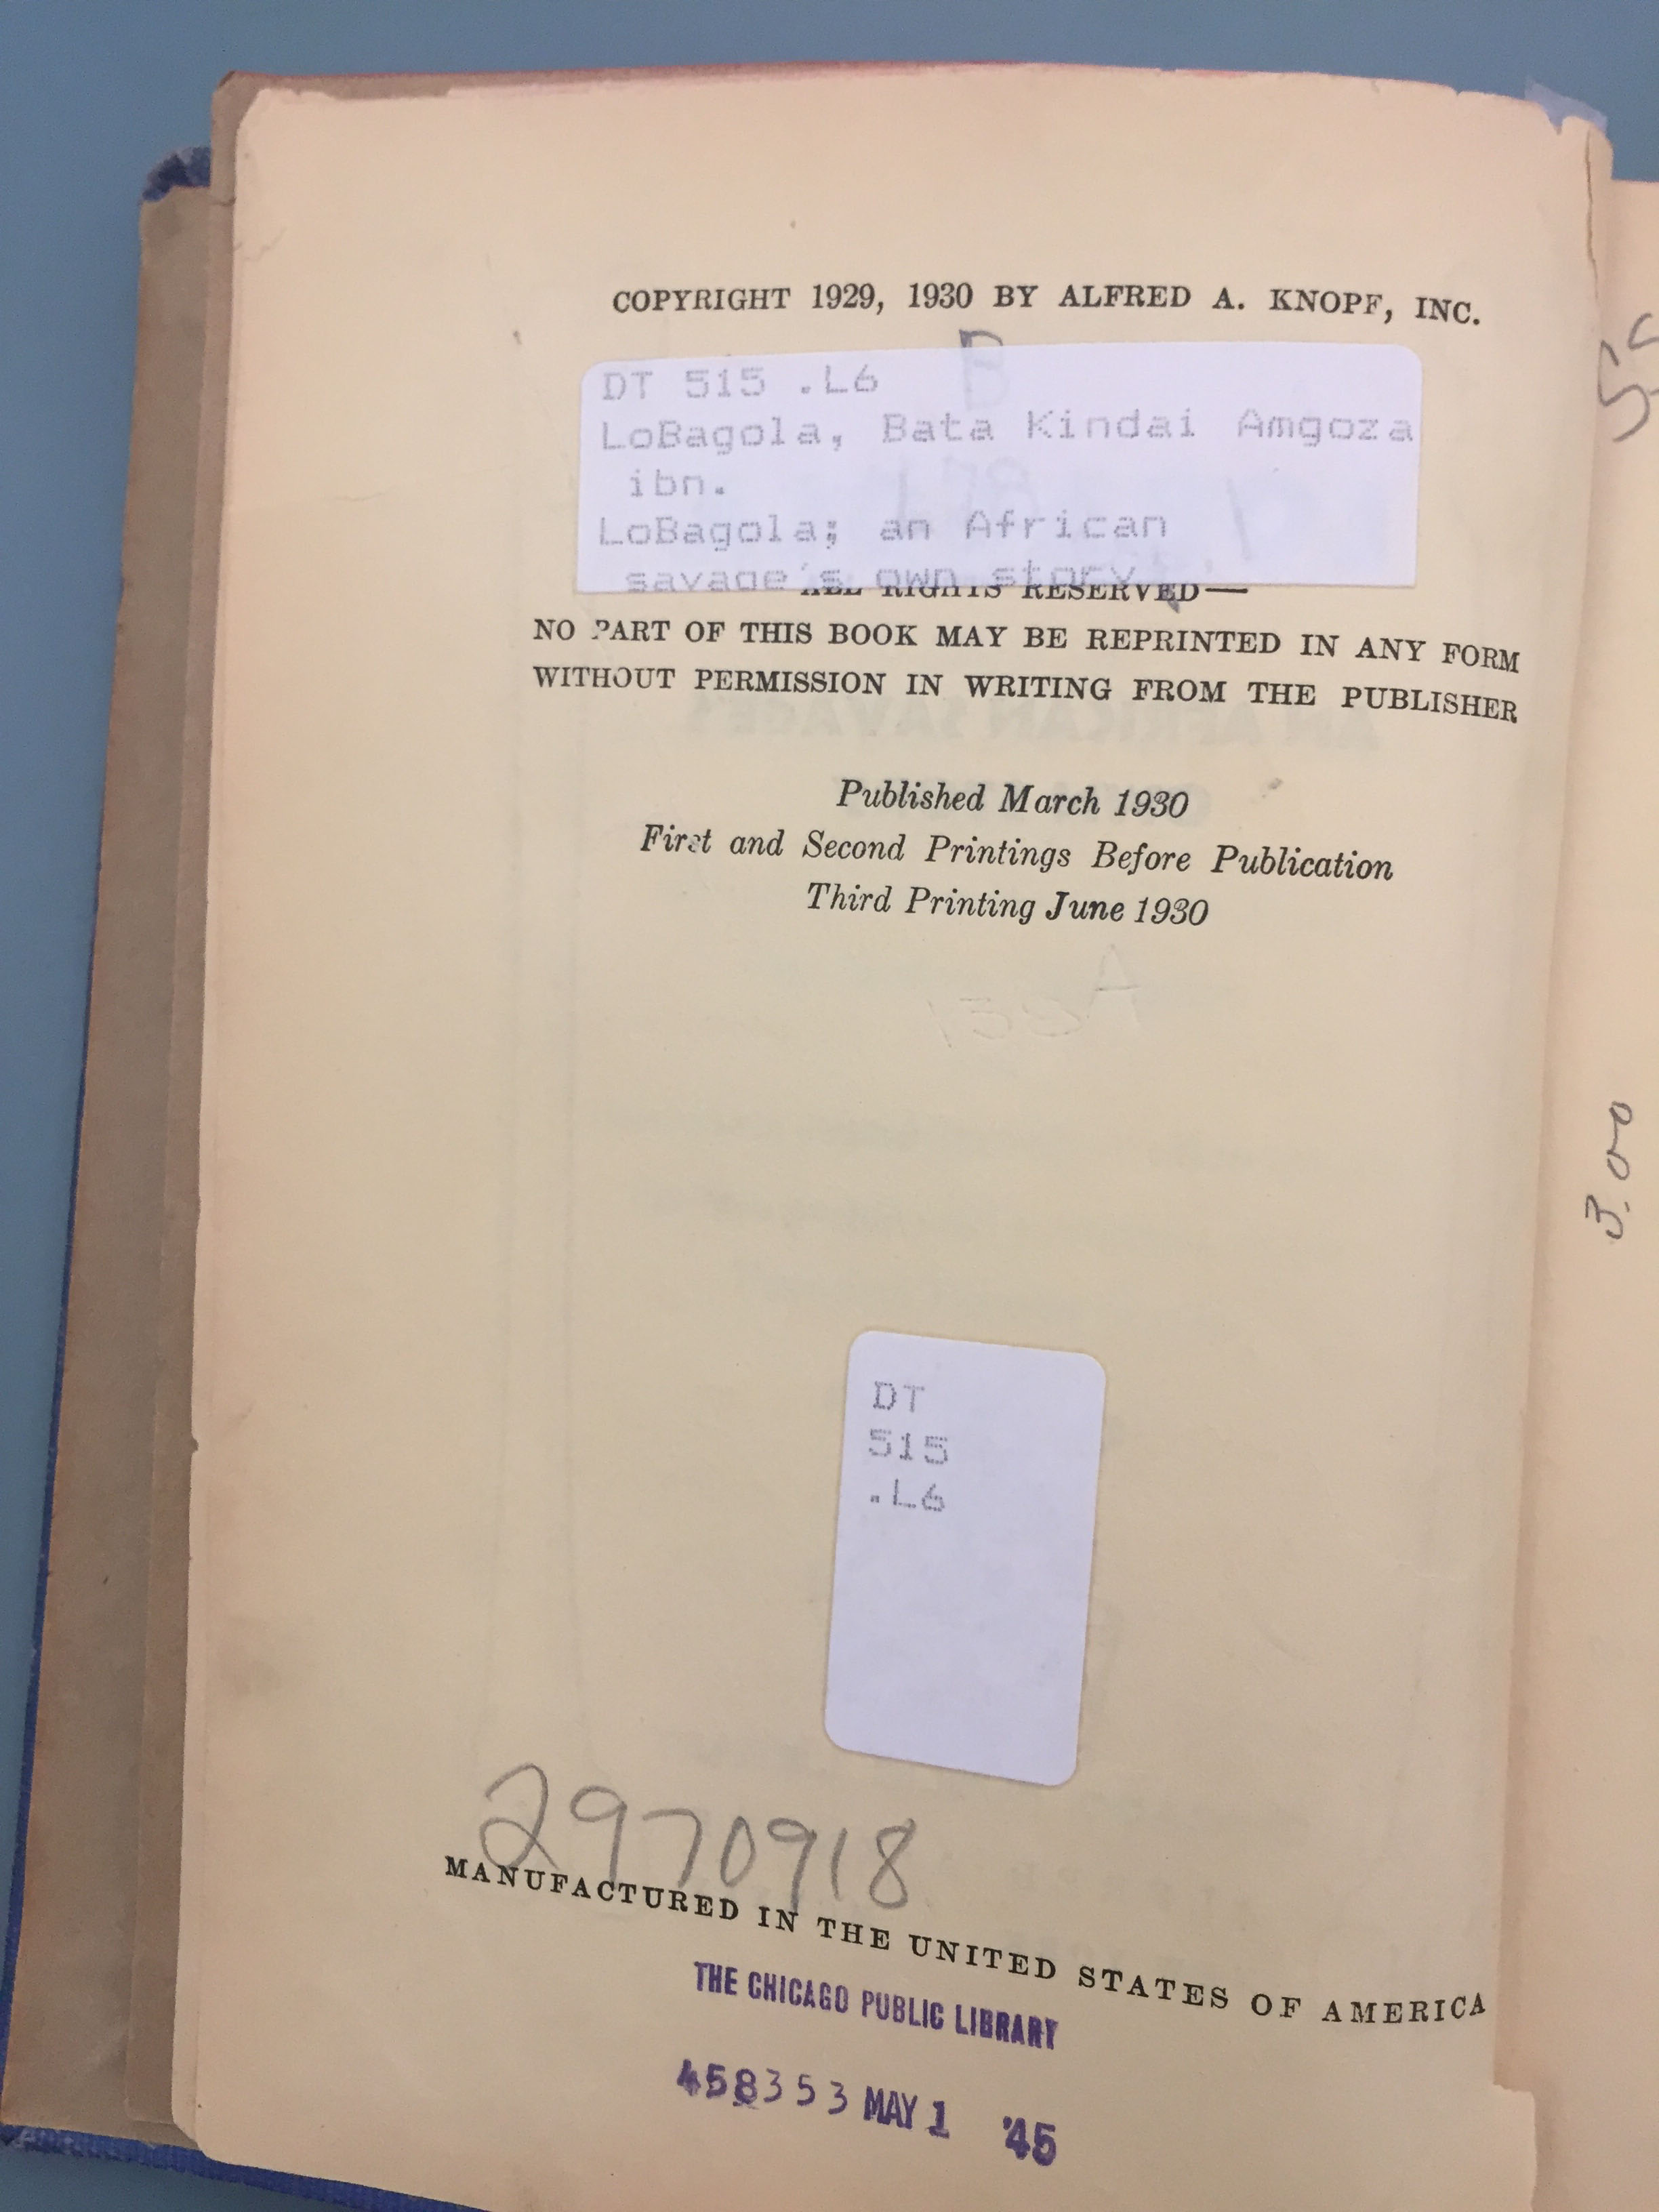 COPYRIGHT 1929, 1930 BY ALFRED A. KNOPF, INC.
B
DT 515 .L6
LoBagola, Bata Kindai Amgoza
ibn.
LoBagola; an African
savage's own story.
ALL RIGHTS RESERVED—
NO PART OF THIS BOOK MAY BE REPRINTED IN ANY FORM
WITHOUT PERMISSION IN WRITING FROM THE PUBLISHER
Published March 1930
First and Second Printings Before Publication
Third Printing June 1930
3.00
DT
515
.L6
2970918
MANUFACTURED IN THE UNITED STATES OF AMERICA
THE CHICAGO PUBLIC LIBRARY
458353 MAY 1 '45